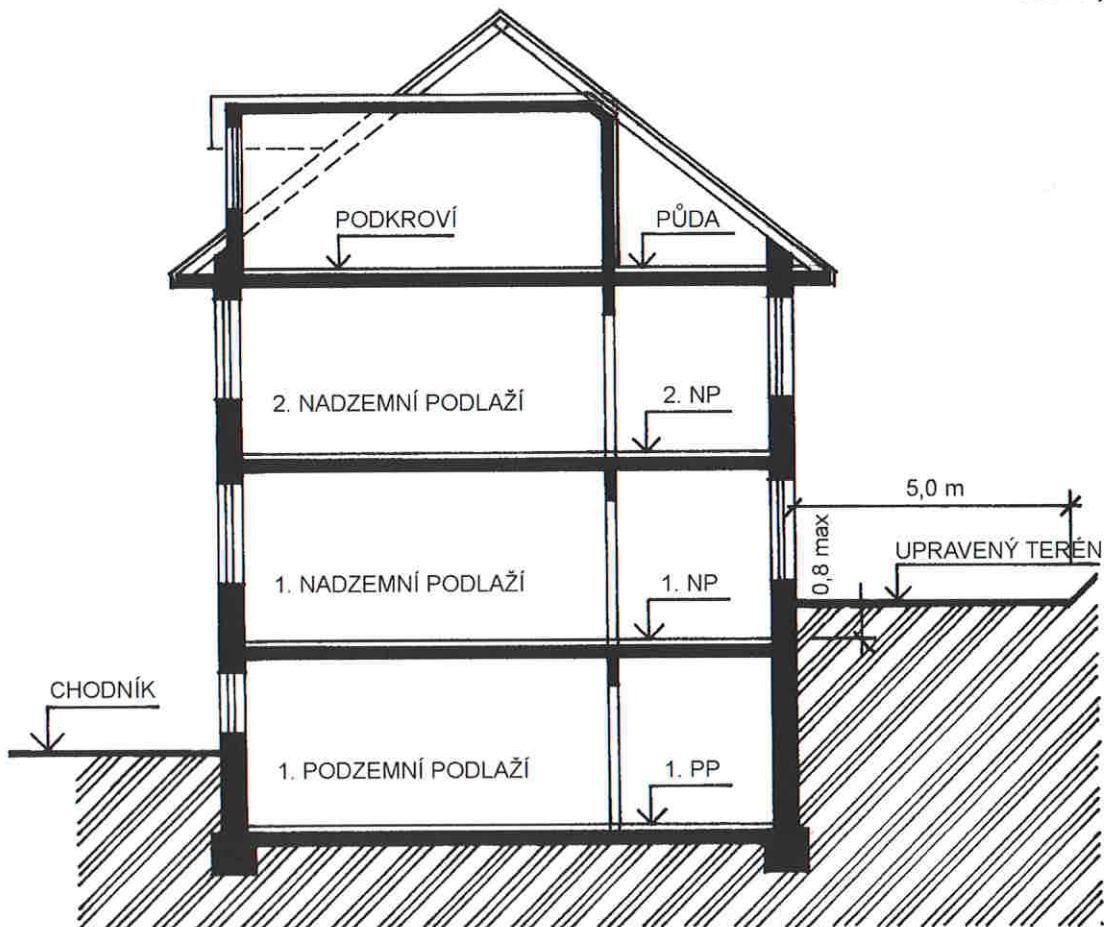 PODKROVÍ
PŮDA
2. NADZEMNÍ PODLAŽÍ
2. NP
5,0 m
0,8 max
UPRAVENÝ TERÉN
1. NADZEMNÍ PODLAŽÍ
1. NP
CHODNÍK
1. PODZEMNÍ PODLAŽÍ
1. PP